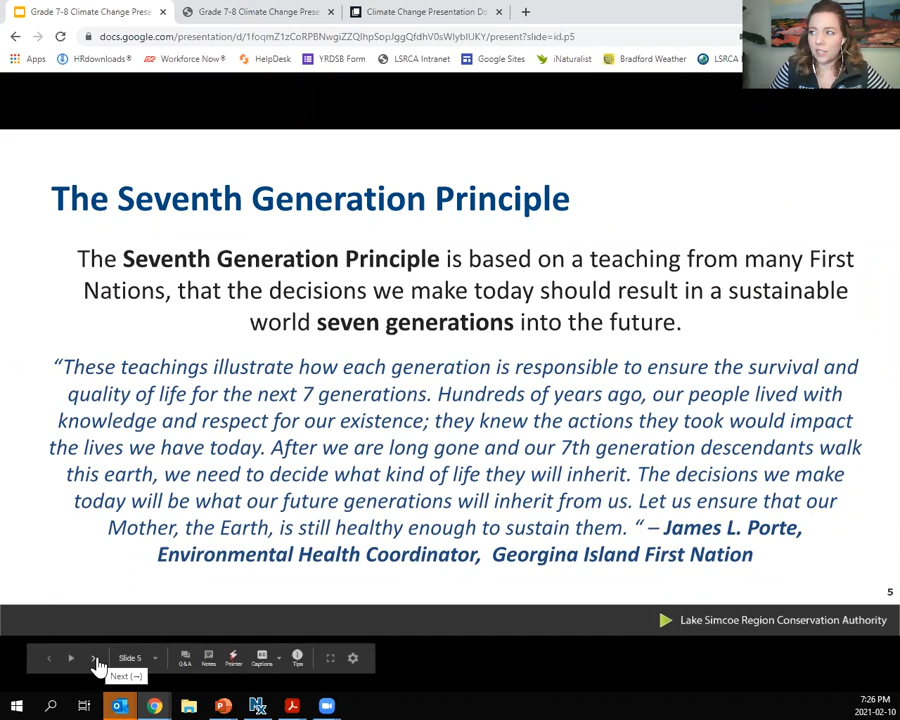 Grade 7-8 Climate Change Prese
Grade 7-8 Climate Change Prese
Climate Change Presentation Do
docs.google.com/presentation/d/1foqmZ1zCoRPBNwgiZZQIhpSopJggQfdhV0sWlybIUKY/present?slide=id.p5
Apps
HRdownloads®
Workforce Now®
HelpDesk
YRDSB Form
LSRCA Intranet
Google Sites
iNaturalist
Bradford Weather
LSRCA
The Seventh Generation Principle
The Seventh Generation Principle is based on a teaching from many First
Nations, that the decisions we make today should result in a sustainable
world seven generations into the future.
“These teachings illustrate how each generation is responsible to ensure the survival and
quality of life for the next 7 generations. Hundreds of years ago, our people lived with
knowledge and respect for our existence; they knew the actions they took would impact
the lives we have today. After we are long gone and our 7th generation descendants walk
this earth, we need to decide what kind of life they will inherit. The decisions we make
today will be what our future generations will inherit from us. Let us ensure that our
Mother, the Earth, is still healthy enough to sustain them. “ – James L. Porte,
Environmental Health Coordinator, Georgina Island First Nation
5
Lake Simcoe Region Conservation Authority
Slide 5
Q&A
Notes
Pointer
Captions
Tips
Next (→)
7:26 PM
2021-02-10